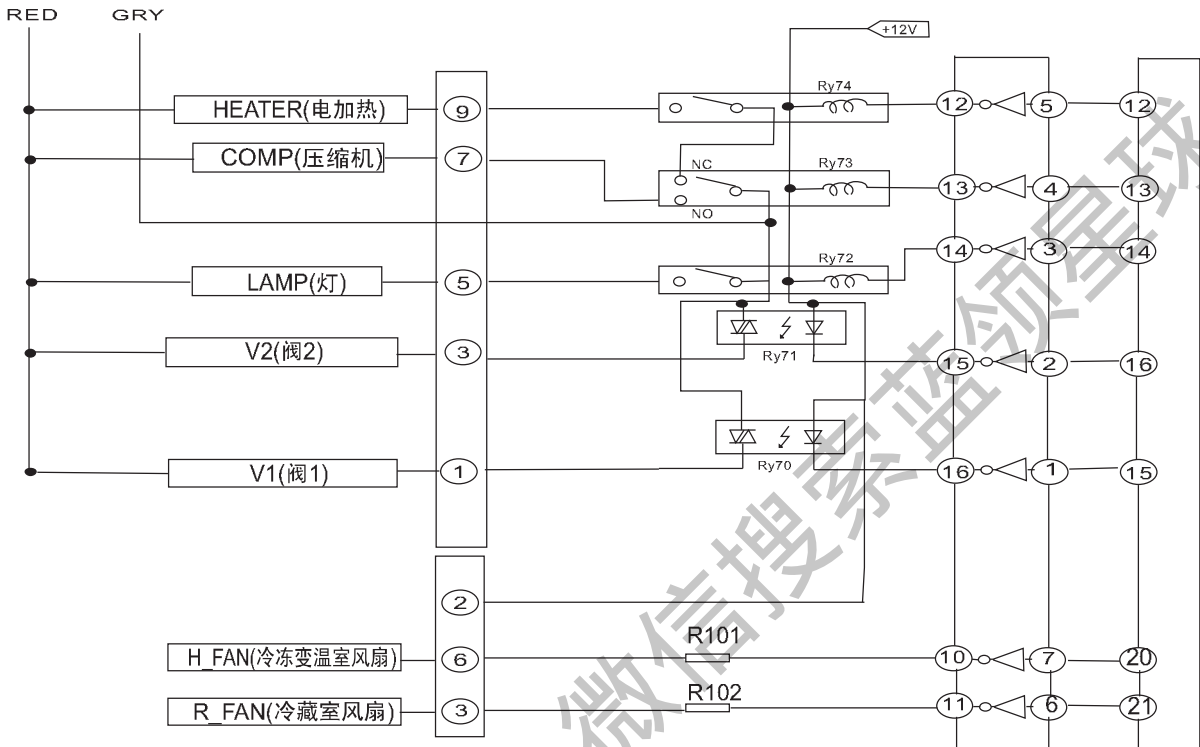 RED GRY
+12V
Ry74
HEATER(电加热) 9 12 5 12
COMP(压缩机) 7
NC
Ry73
13 4 13
NO
14 3 14
Ry72
LAMP(灯) 5
V2(阀2) 3
Ry71
15 2 16
V1(阀1) 1
Ry70
16 1 15
2
R101
H_FAN(冷冻变温室风扇) 6 10 7 20
R102
R_FAN(冷藏室风扇) 3 11 6 21
微信搜索蓝领星球